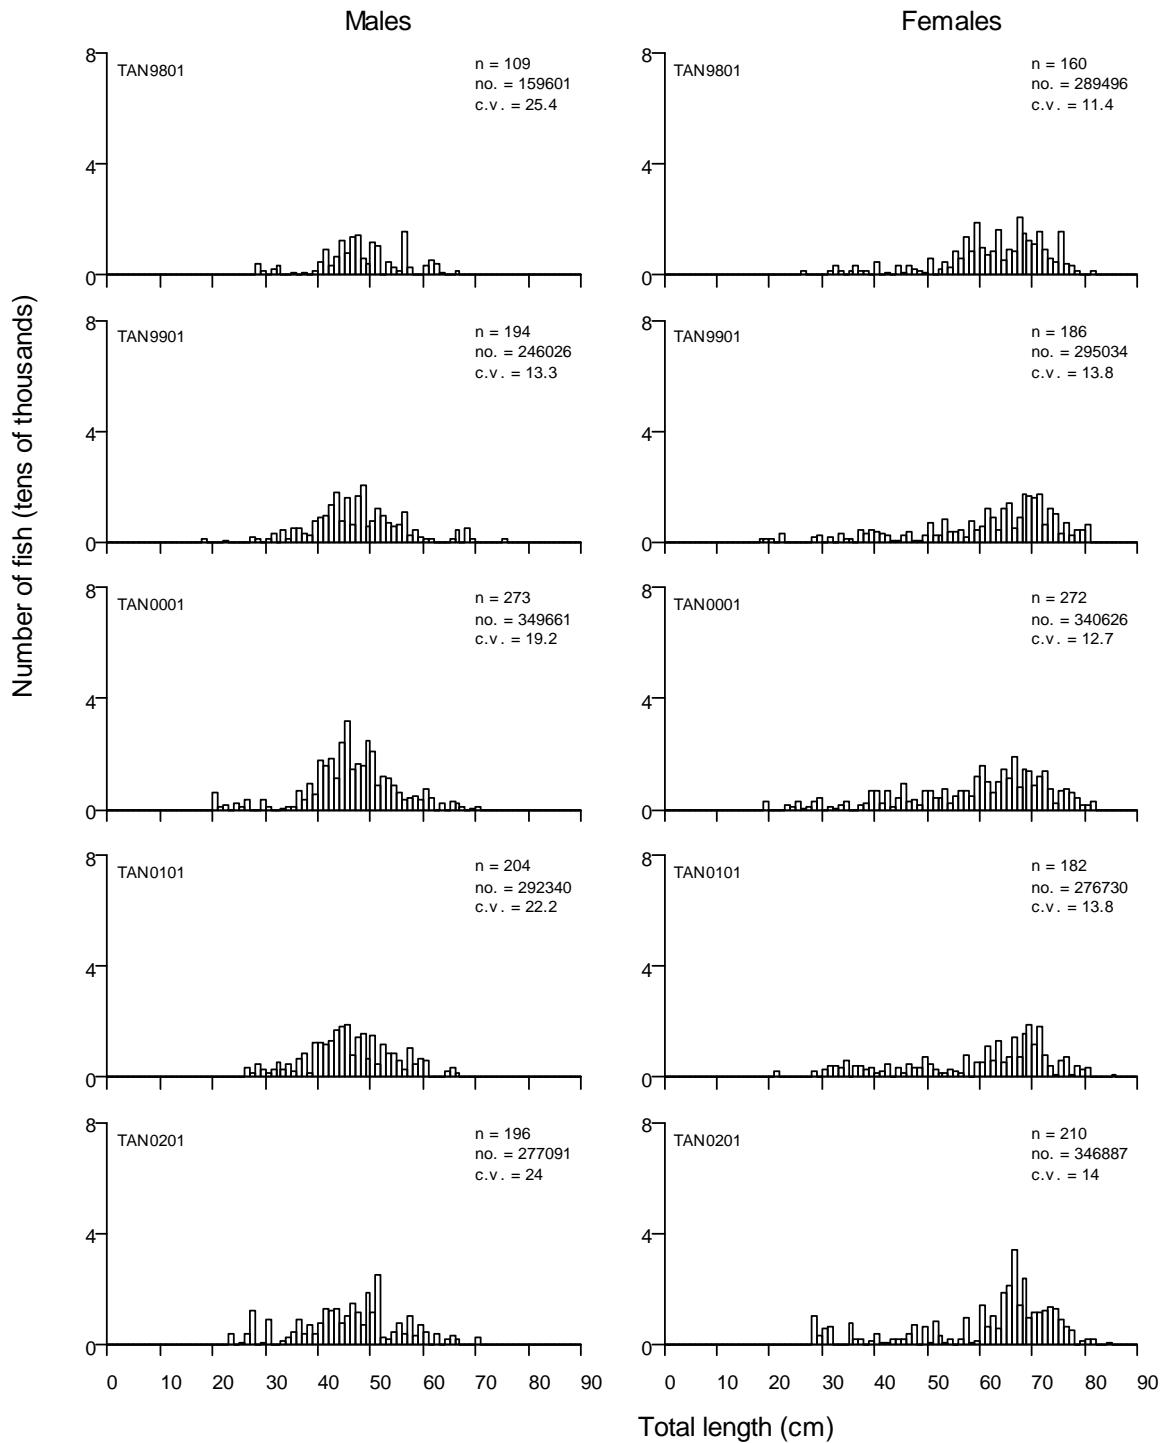 Males
Females
Number of fish (tens of thousands)
8
4
0
TAN9801
n = 109
no. = 159601
c.v. = 25.4
TAN9801
n = 160
no. = 289496
c.v. = 11.4
8
4
0
8
4
0
TAN9901
n = 194
no. = 246026
c.v. = 13.3
8
4
0
TAN9901
n = 186
no. = 295034
c.v. = 13.8
8
4
0
TAN0001
n = 273
no. = 349661
c.v. = 19.2
8
4
0
TAN0001
n = 272
no. = 340626
c.v. = 12.7
8
4
0
TAN0101
n = 204
no. = 292340
c.v. = 22.2
8
4
0
TAN0101
n = 182
no. = 276730
c.v. = 13.8
8
4
0
TAN0201
n = 196
no. = 277091
c.v. = 24
8
4
0
TAN0201
n = 210
no. = 346887
c.v. = 14
0 10 20 30 40 50 60 70 80 90
0 10 20 30 40 50 60 70 80 90
Total length (cm)